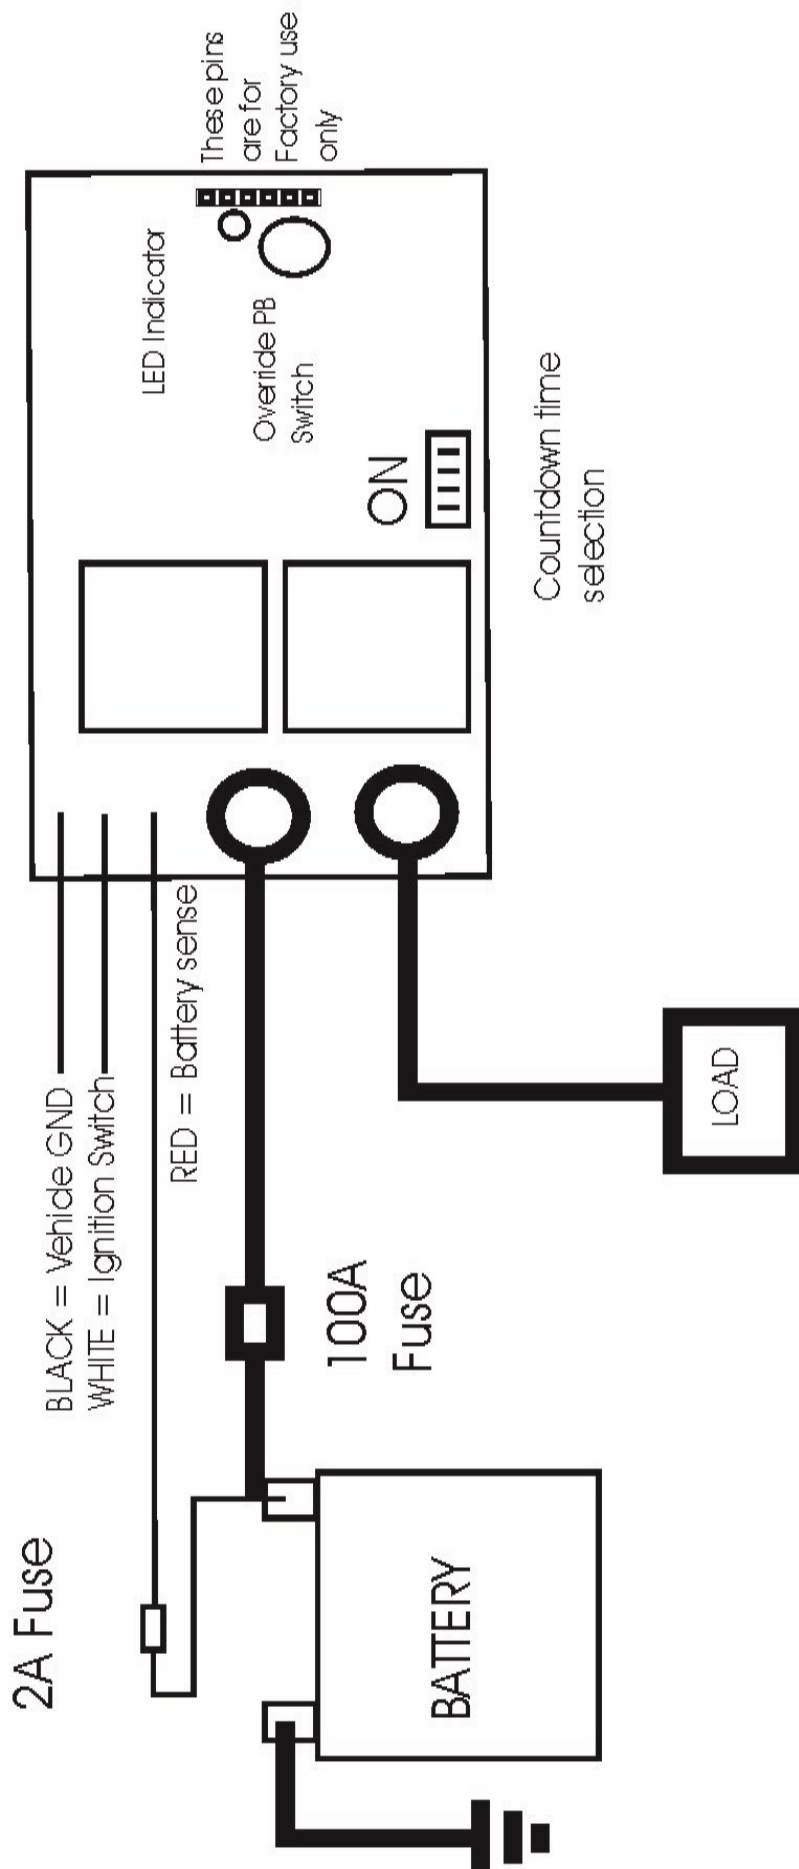 2A Fuse
BLACK = Vehicle GND
WHITE = Ignition Switch
RED = Battery sense
100A
Fuse
BATTERY
LOAD
LED Indicator
Override PB
Switch
ON
Countdown time
selection
These pins
are for
Factory use
only